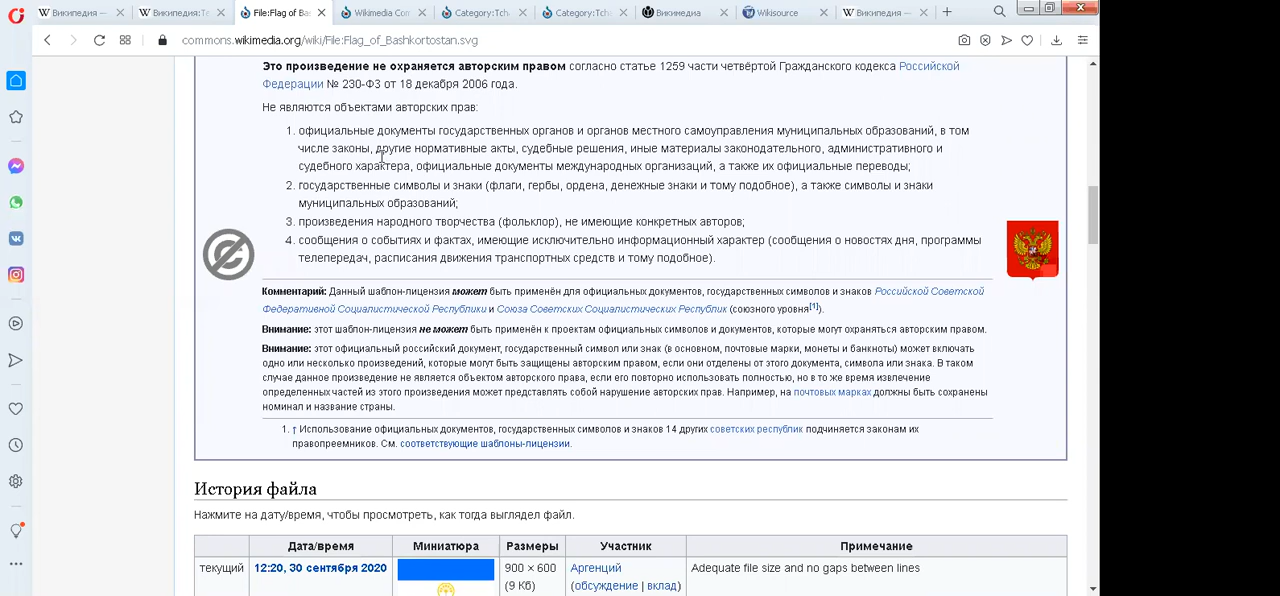 Википедия —
Википедия:Те
File:Flag of Bas
Wikimedia Con
Category:Tch
Category:Tch
Викимедиа
Wikisource
Википедия —
commons.wikimedia.org/wiki/File:Flag_of_Bashkortostan.svg
Это произведение не охраняется авторским правом согласно статье 1259 части четвёртой Гражданского кодекса Российской
Федерации № 230-ФЗ от 18 декабря 2006 года.
Не являются объектами авторских прав:
1. официальные документы государственных органов и органов местного самоуправления муниципальных образований, в том
числе законы, другие нормативные акты, судебные решения, иные материалы законодательного, административного и
судебного характера, официальные документы международных организаций, а также их официальные переводы;
2. государственные символы и знаки (флаги, гербы, ордена, денежные знаки и тому подобное), а также символы и знаки
муниципальных образований;
3. произведения народного творчества (фольклор), не имеющие конкретных авторов;
4. сообщения о событиях и фактах, имеющие исключительно информационный характер (сообщения о новостях дня, программы
телепередач, расписания движения транспортных средств и тому подобное).
Комментарий: Данный шаблон-лицензия может быть применён для официальных документов, государственных символов и знаков Российской Советской
Федеративной Социалистической Республики и Союза Советских Социалистических Республик (союзного уровня[1]).
Внимание: этот шаблон-лицензия не может быть применён к проектам официальных символов и документов, которые могут охраняться авторским правом.
Внимание: этот официальный российский документ, государственный символ или знак (в основном, почтовые марки, монеты и банкноты) может включать
одно или несколько произведений, которые могут быть защищены авторским правом, если они отделены от этого документа, символа или знака. В таком
случае данное произведение не является объектом авторского права, если его повторно использовать полностью, но в то же время извлечение
определенных частей из этого произведения может представлять собой нарушение авторских прав. Например, на почтовых марках должны быть сохранены
номинал и название страны.
1. ↑ Использование официальных документов, государственных символов и знаков 14 других советских республик подчиняется законам их
правопреемников. См. соответствующие шаблоны-лицензии.
История файла
Нажмите на дату/время, чтобы просмотреть, как тогда выглядел файл.
Дата/время Миниатюра Размеры Участник Примечание
текущий 12:20, 30 сентября 2020 900 × 600 Аргенций Adequate file size and no gaps between lines
(9 Кб) (обсуждение | вклад)